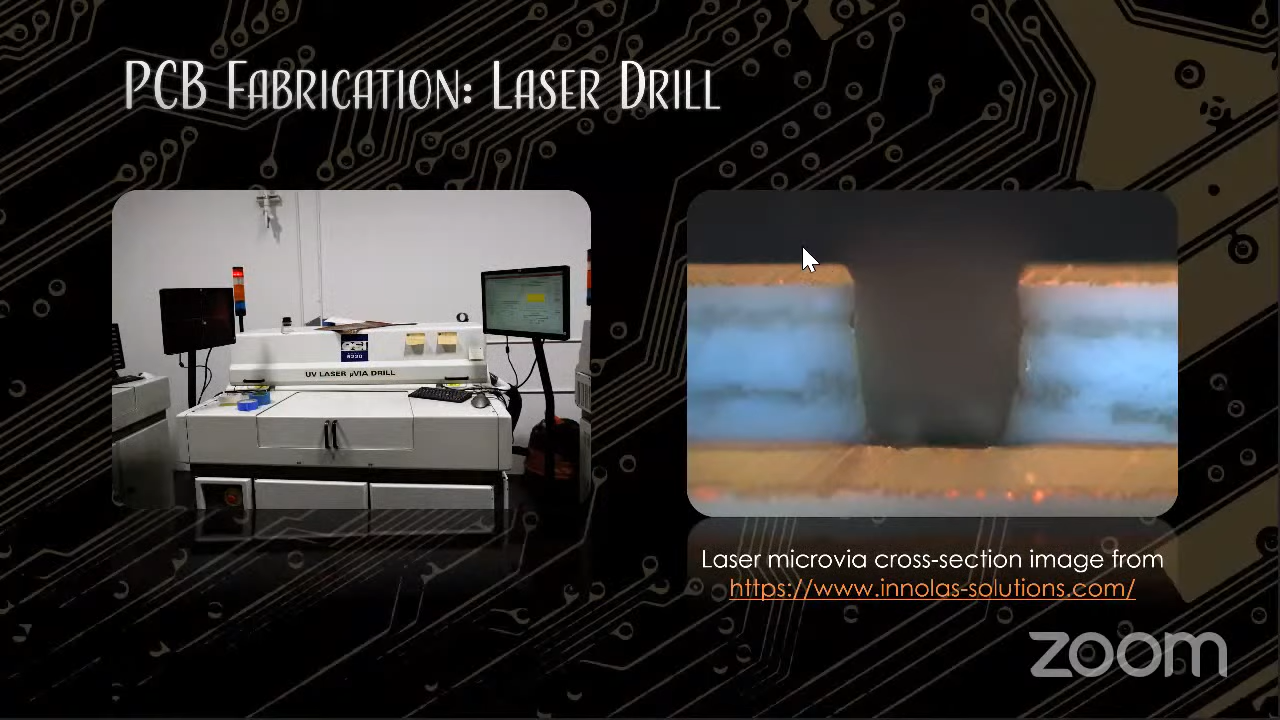 PCB Fabrication: Laser Drill
GSI
UV LASER µVIA DRILL
Laser microvia cross-section image from
https://www.innolas-solutions.com/
zoom